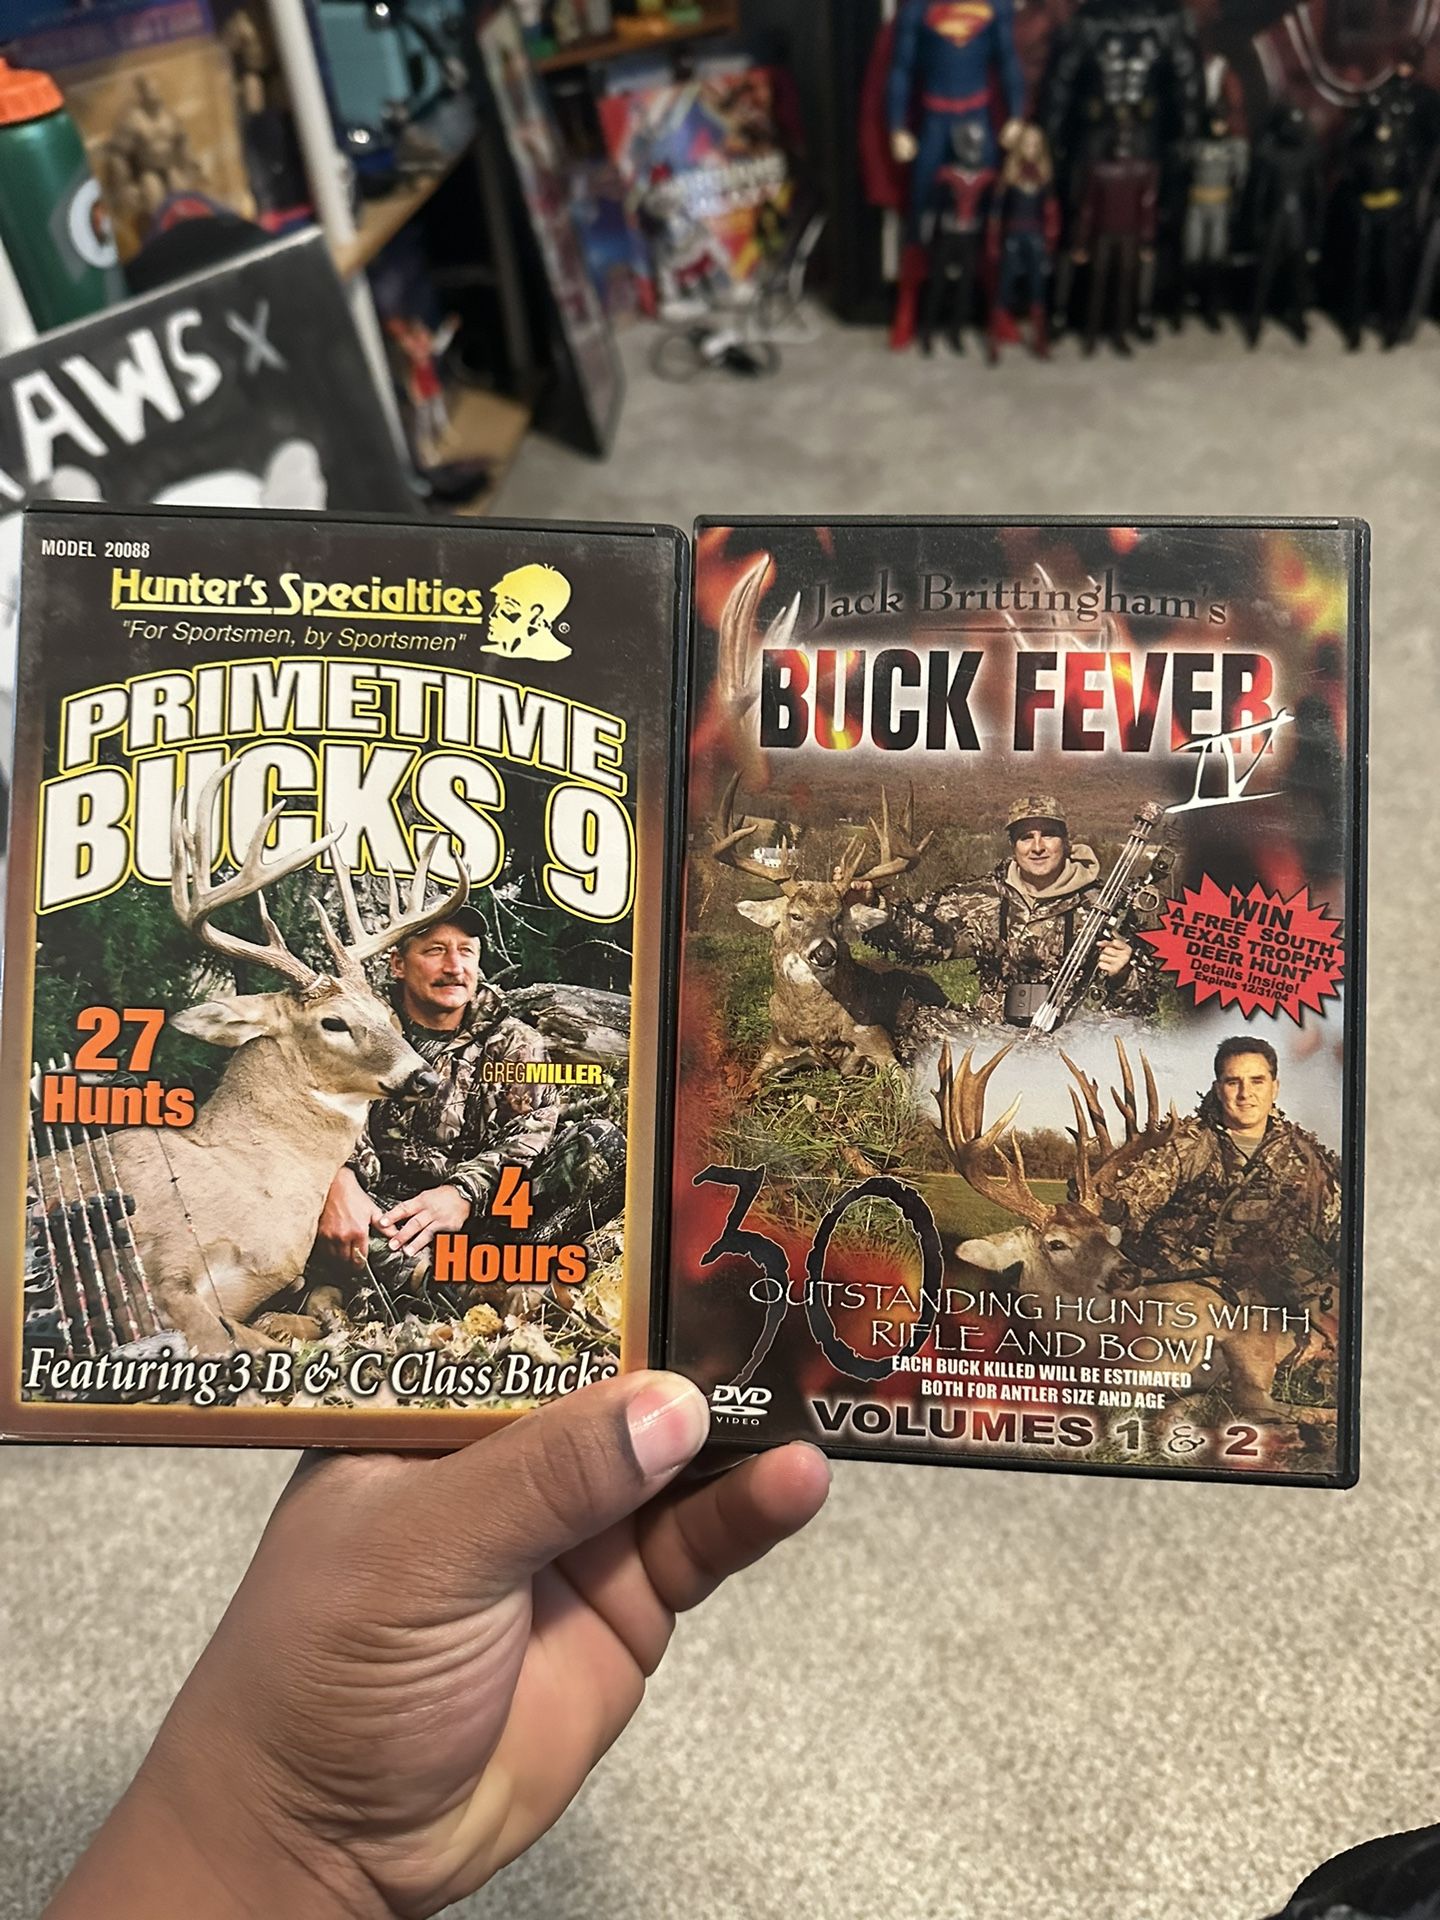 AWS X
MODEL 20088
Hunter's Specialties
"For Sportsmen, by Sportsmen"
PRIMETIME
BUCKS 9
27
Hunts
GREGMILLER
4
Hours
Featuring 3 B & C Class Bucks
Jack Brittingham's
BUCK FEVER
IV
WIN
A FREE SOUTH
TEXAS TROPHY
DEER HUNT
Details Inside!
Expires 12/31/04
30
OUTSTANDING HUNTS WITH
RIFLE AND BOW!
EACH BUCK KILLED WILL BE ESTIMATED
BOTH FOR ANTLER SIZE AND AGE
DVD
VIDEO
VOLUMES 1 & 2